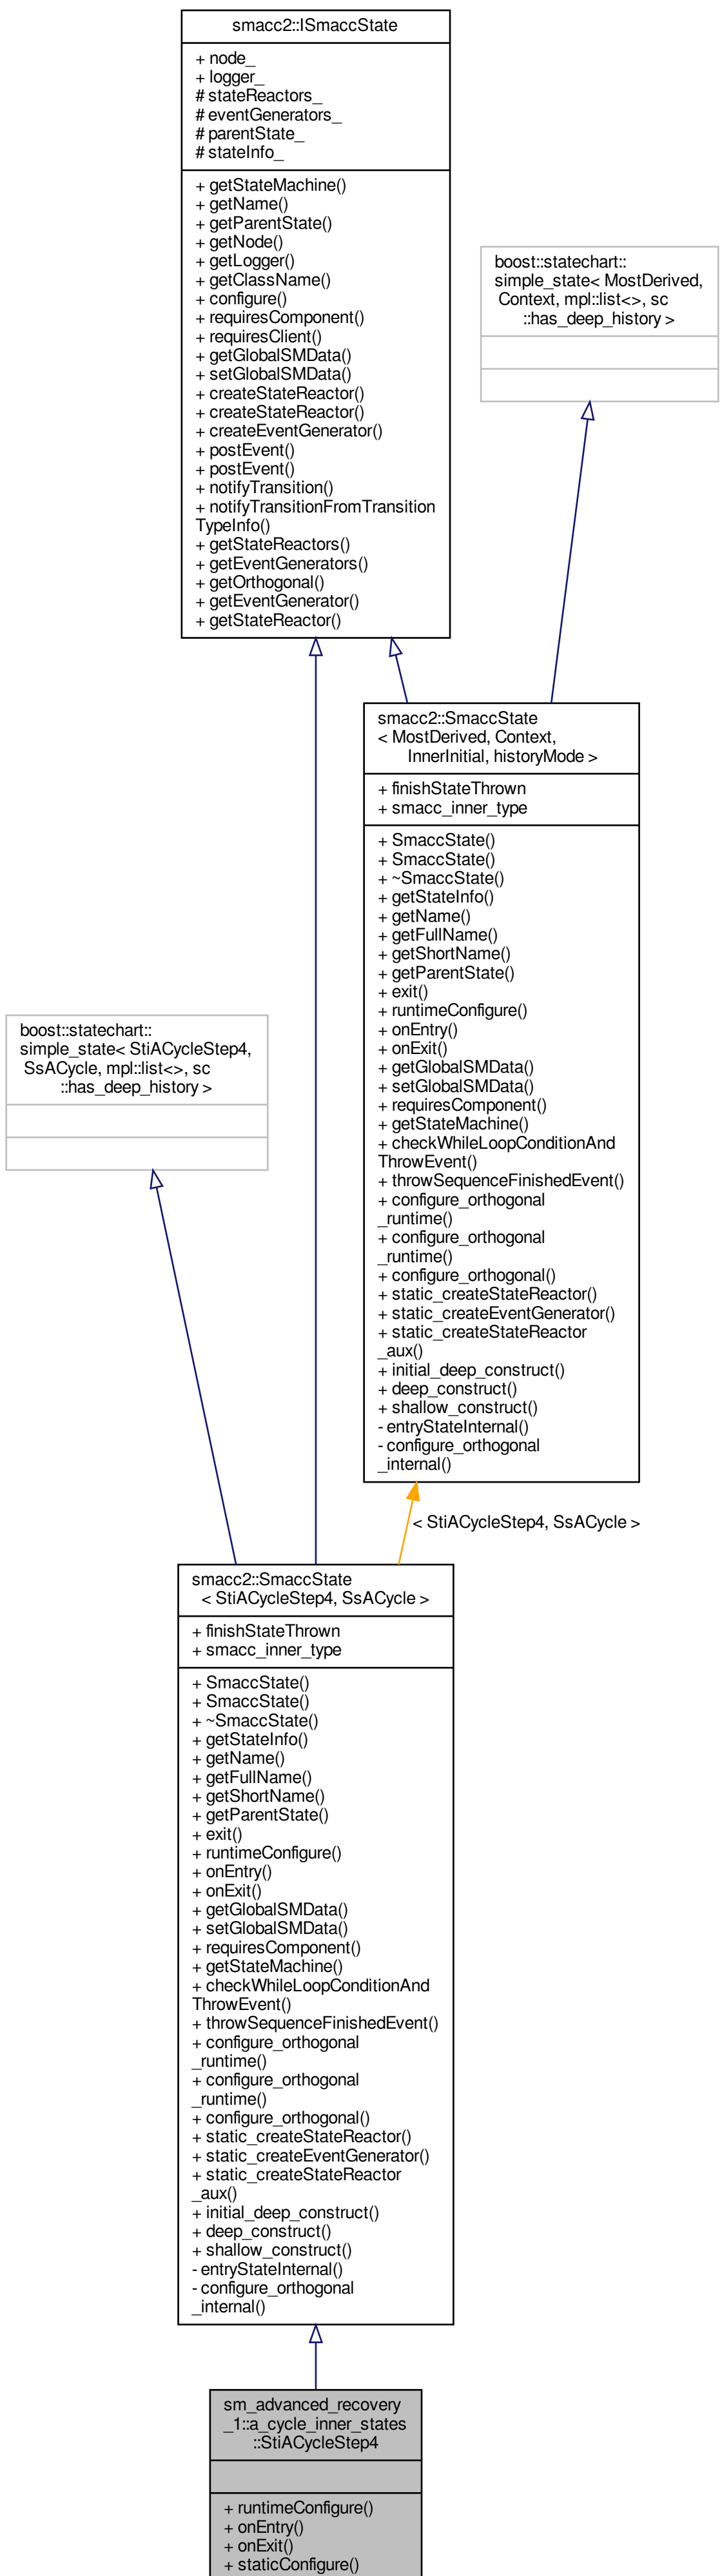 smacc2::ISmaccState
+ node_
+ logger_
# stateReactors_
# eventGenerators_
# parentState_
# stateInfo_
+ getStateMachine()
+ getName()
+ getParentState()
+ getNode()
+ getLogger()
+ getClassName()
+ configure()
+ requiresComponent()
+ requiresClient()
+ getGlobalSMData()
+ setGlobalSMData()
+ createStateReactor()
+ createStateReactor()
+ createEventGenerator()
+ postEvent()
+ postEvent()
+ notifyTransition()
+ notifyTransitionFromTransition
TypeInfo()
+ getStateReactors()
+ getEventGenerators()
+ getOrthogonal()
+ getEventGenerator()
+ getStateReactor()
boost::statechart::
simple_state< MostDerived,
Context, mpl::list<>, sc
::has_deep_history >
smacc2::SmaccState
< MostDerived, Context,
InnerInitial, historyMode >
+ finishStateThrown
+ smacc_inner_type
+ SmaccState()
+ SmaccState()
+ ~SmaccState()
+ getStateInfo()
+ getName()
+ getFullName()
+ getShortName()
+ getParentState()
+ exit()
+ runtimeConfigure()
+ onEntry()
+ onExit()
+ getGlobalSMData()
+ setGlobalSMData()
+ requiresComponent()
+ getStateMachine()
+ checkWhileLoopConditionAnd
ThrowEvent()
+ throwSequenceFinishedEvent()
+ configure_orthogonal
_runtime()
+ configure_orthogonal
_runtime()
+ configure_orthogonal()
+ static_createStateReactor()
+ static_createEventGenerator()
+ static_createStateReactor
_aux()
+ initial_deep_construct()
+ deep_construct()
+ shallow_construct()
- entryStateInternal()
- configure_orthogonal
_internal()
boost::statechart::
simple_state< StiACycleStep4,
SsACycle, mpl::list<>, sc
::has_deep_history >
< StiACycleStep4, SsACycle >
smacc2::SmaccState
< StiACycleStep4, SsACycle >
+ finishStateThrown
+ smacc_inner_type
+ SmaccState()
+ SmaccState()
+ ~SmaccState()
+ getStateInfo()
+ getName()
+ getFullName()
+ getShortName()
+ getParentState()
+ exit()
+ runtimeConfigure()
+ onEntry()
+ onExit()
+ getGlobalSMData()
+ setGlobalSMData()
+ requiresComponent()
+ getStateMachine()
+ checkWhileLoopConditionAnd
ThrowEvent()
+ throwSequenceFinishedEvent()
+ configure_orthogonal
_runtime()
+ configure_orthogonal
_runtime()
+ configure_orthogonal()
+ static_createStateReactor()
+ static_createEventGenerator()
+ static_createStateReactor
_aux()
+ initial_deep_construct()
+ deep_construct()
+ shallow_construct()
- entryStateInternal()
- configure_orthogonal
_internal()
sm_advanced_recovery
_1::a_cycle_inner_states
::StiACycleStep4
+ runtimeConfigure()
+ onEntry()
+ onExit()
+ staticConfigure()